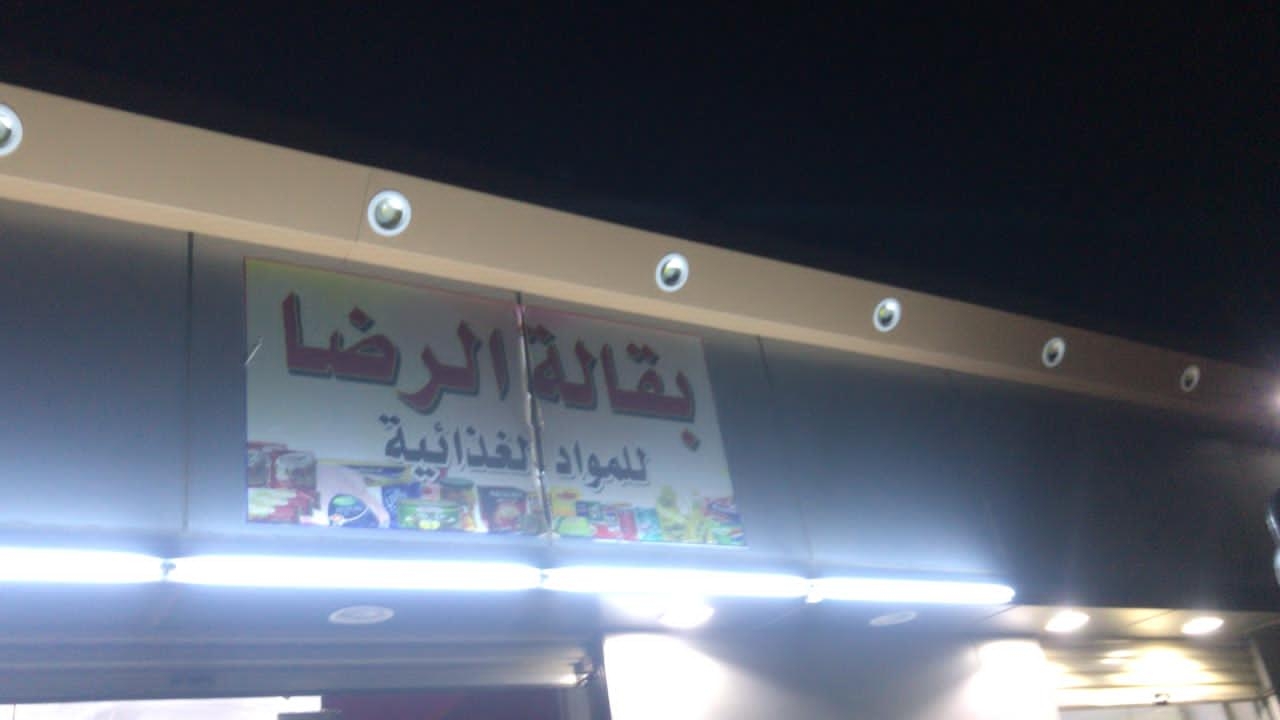 بقالة الرضا
للمواد الغذائية